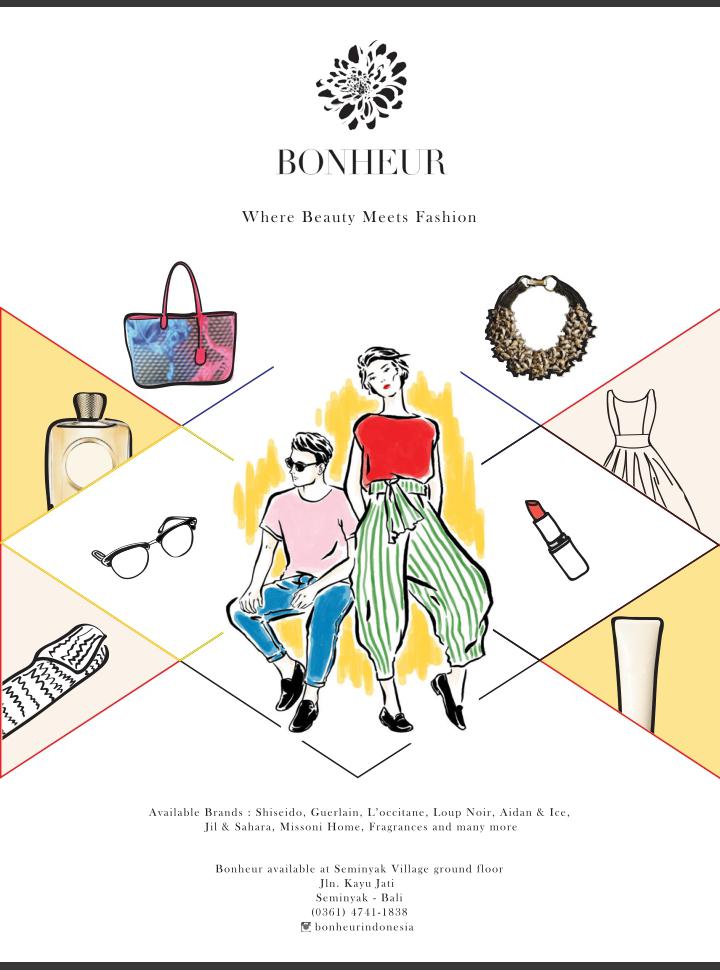 BONHEUR
Where Beauty Meets Fashion
Available Brands : Shiseido, Guerlain, L'occitane, Loup Noir, Aidan & Ice,
Jil & Sahara, Missoni Home, Fragrances and many more
Bonheur available at Seminyak Village ground floor
Jln. Kayu Jati
Seminyak - Bali
(0361) 4741-1838
bonheurindonesia